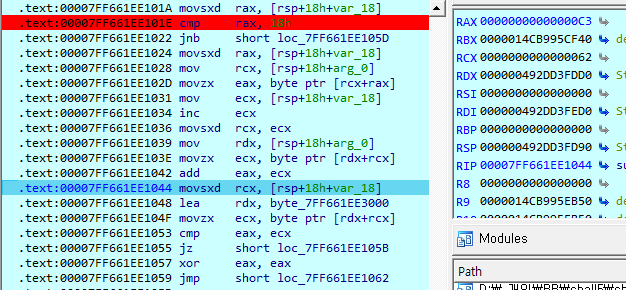 .text:00007FF661EE101A movsxd rax, [rsp+18h+var_18]
.text:00007FF661EE101E cmp rax, 18h
.text:00007FF661EE1022 jnb short loc_7FF661EE105D
.text:00007FF661EE1024 movsxd rax, [rsp+18h+var_18]
.text:00007FF661EE1028 mov rcx, [rsp+18h+arg_0]
.text:00007FF661EE102D movzx eax, byte ptr [rcx+rax]
.text:00007FF661EE1031 mov ecx, [rsp+18h+var_18]
.text:00007FF661EE1034 inc ecx
.text:00007FF661EE1036 movsxd rcx, ecx
.text:00007FF661EE1039 mov rdx, [rsp+18h+arg_0]
.text:00007FF661EE103E movzx ecx, byte ptr [rdx+rcx]
.text:00007FF661EE1042 add eax, ecx
.text:00007FF661EE1044 movsxd rcx, [rsp+18h+var_18]
.text:00007FF661EE1048 lea rdx, byte_7FF661EE3000
.text:00007FF661EE104F movzx ecx, byte ptr [rdx+rcx]
.text:00007FF661EE1053 cmp eax, ecx
.text:00007FF661EE1055 jz short loc_7FF661EE105B
.text:00007FF661EE1057 xor eax, eax
.text:00007FF661EE1059 jmp short loc_7FF661EE1062
RAX 00000000000000C3
RBX 0000014CB995CF40 de
RCX 0000000000000062
RDX 000000492DD3FDD0 St
RSI 0000000000000000
RDI 000000492DD3FED0 St
RBP 0000000000000000
RSP 000000492DD3FD90 St
RIP 00007FF661EE1044 su
R8 0000000000000000
R9 0000014CB995EB50 de
Modules
Path